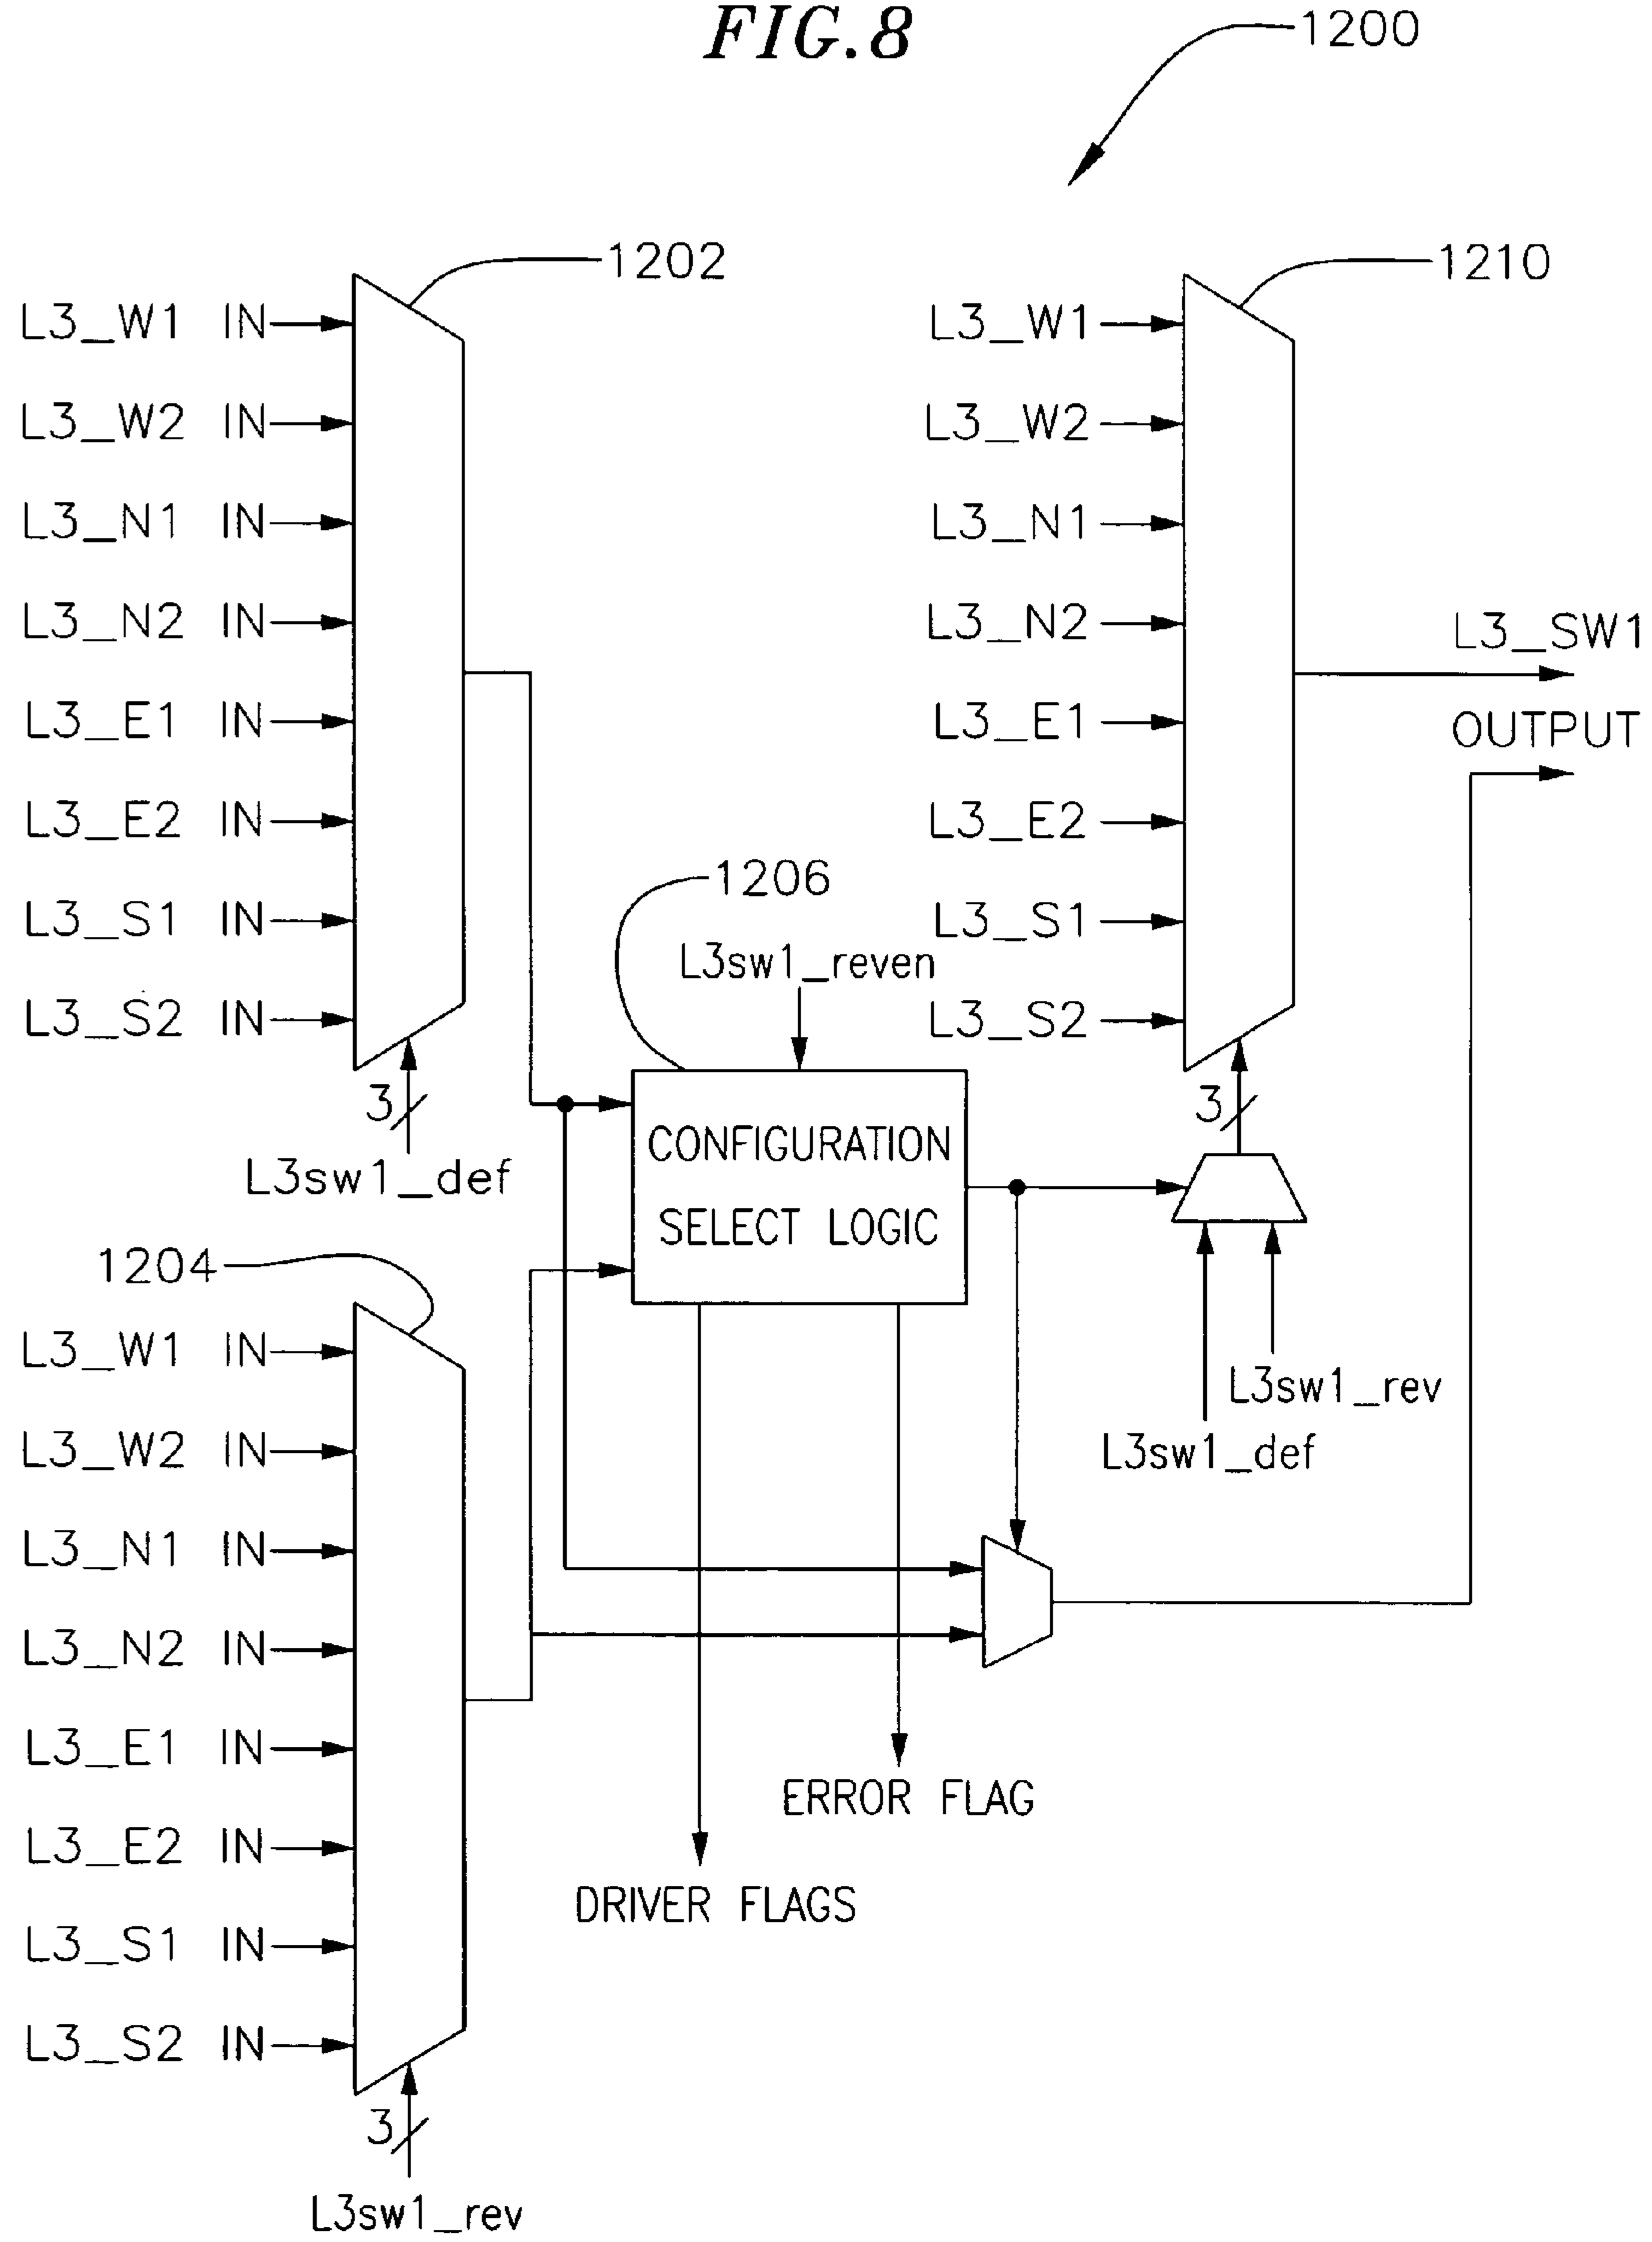 FIG. 8
1200
1202
L3_W1 IN
L3_W2 IN
L3_N1 IN
L3_N2 IN
L3_E1 IN
L3_E2 IN
L3_S1 IN
L3_S2 IN
3
L3sw1_def
1210
L3_W1
L3_W2
L3_N1
L3_N2
L3_E1
L3_E2
L3_S1
L3_S2
3
L3_SW1
OUTPUT
1206
L3sw1_reven
CONFIGURATION
SELECT LOGIC
L3sw1_rev
L3sw1_def
1204
L3_W1 IN
L3_W2 IN
L3_N1 IN
L3_N2 IN
L3_E1 IN
L3_E2 IN
L3_S1 IN
L3_S2 IN
3
L3sw1_rev
ERROR FLAG
DRIVER FLAGS